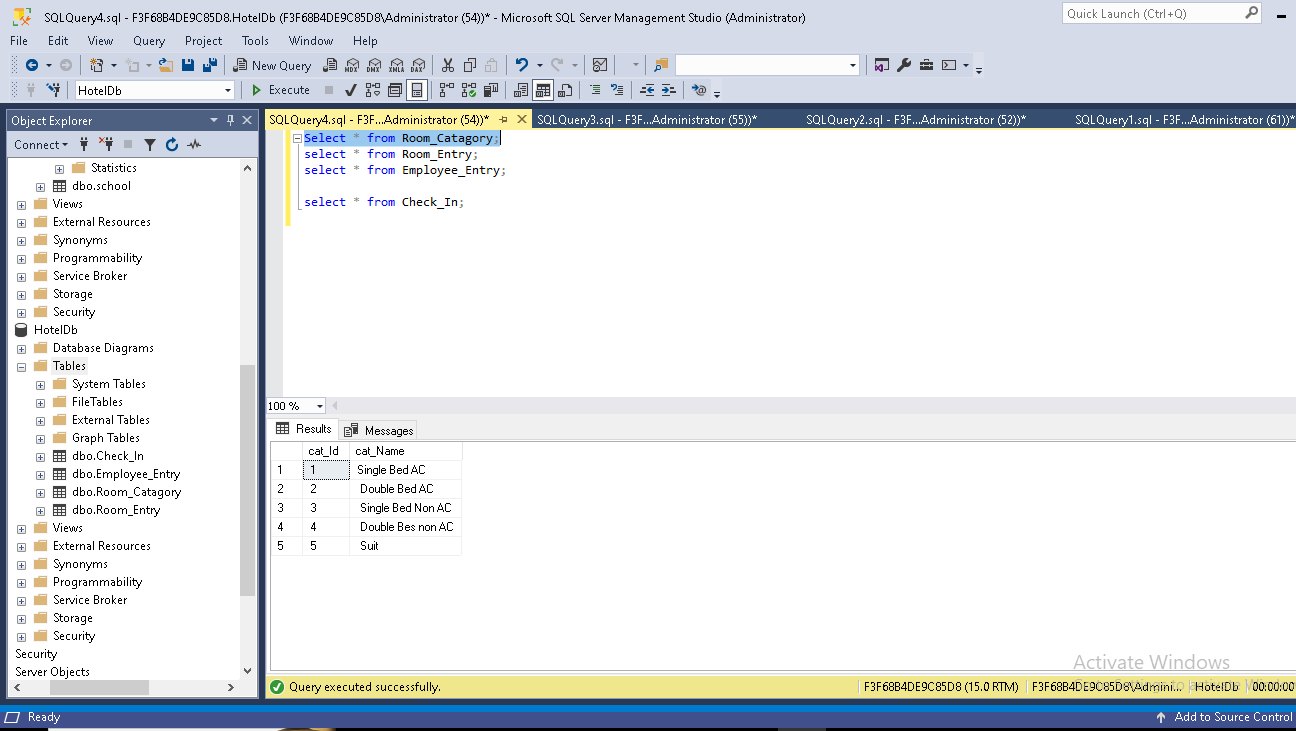 SQLQuery4.sql - F3F68B4DE9C85D8.HotelDb (F3F68B4DE9C85D8\Administrator (54))* - Microsoft SQL Server Management Studio (Administrator)
Quick Launch (Ctrl+Q)
File Edit View Query Project Tools Window Help
New Query MDX DMX XMLA DAX
HotelDb Execute
Object Explorer
SQLQuery4.sql - F3F...Administrator (54))* SQLQuery3.sql - F3F...Administrator (55))* SQLQuery2.sql - F3F...Administrator (52))* SQLQuery1.sql - F3F...Administrator (61))*
Connect
Statistics
dbo.school
Views
External Resources
Synonyms
Programmability
Service Broker
Storage
Security
HotelDb
Database Diagrams
Tables
System Tables
FileTables
External Tables
Graph Tables
dbo.Check_In
dbo.Employee_Entry
dbo.Room_Catagory
dbo.Room_Entry
Views
External Resources
Synonyms
Programmability
Service Broker
Storage
Security
Security
Server Objects
Select * from Room_Catagory;
select * from Room_Entry;
select * from Employee_Entry;
select * from Check_In;
100 %
Results Messages
cat_Id cat_Name
1 1 Single Bed AC
2 2 Double Bed AC
3 3 Single Bed Non AC
4 4 Double Bes non AC
5 5 Suit
Activate Windows
Query executed successfully. F3F68B4DE9C85D8 (15.0 RTM) F3F68B4DE9C85D8\Admini... HotelDb 00:00:00
Ready Add to Source Control